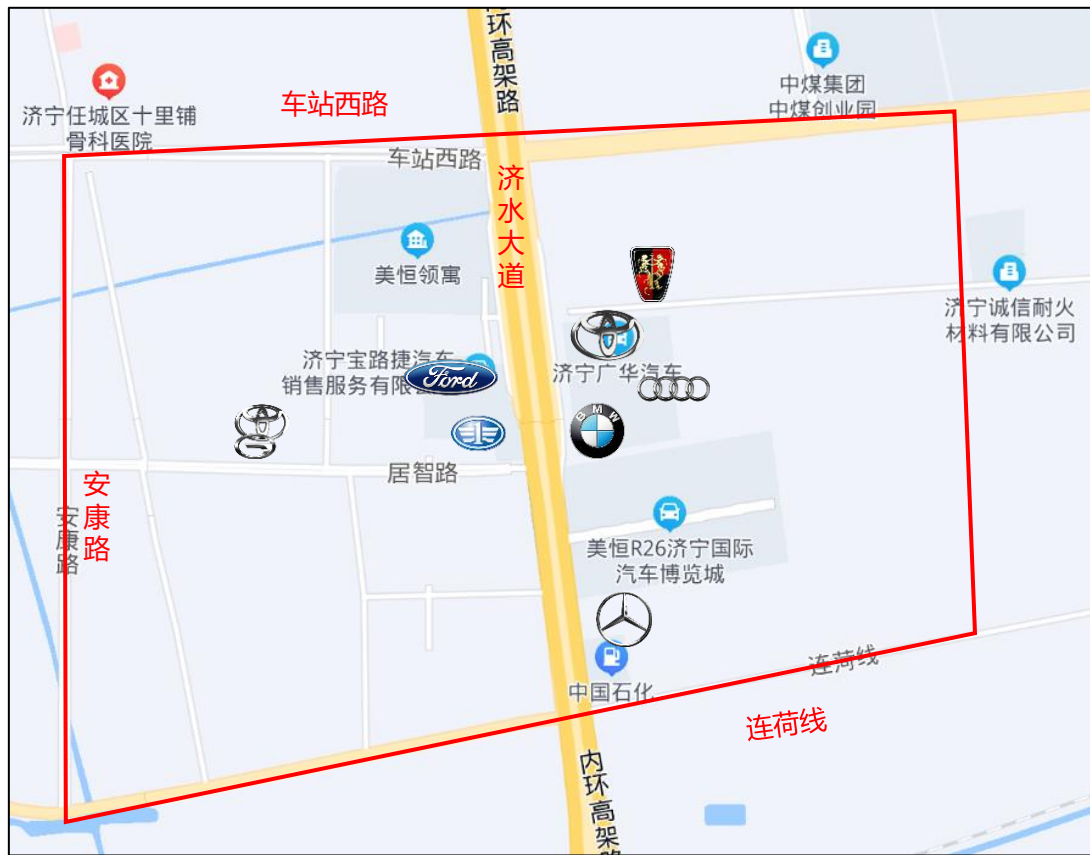 内环高架路
中煤集团
中煤创业园
济宁任城区十里铺
骨科医院
车站西路
车站西路
济水大道
美恒领寓
济宁诚信耐火
材料有限公司
济宁宝路捷汽车
销售服务有限
Ford
济宁广华汽车
BMW
居智路
安康路
安康路
美恒R26济宁国际
汽车博览城
中国石化
连荷线
连荷线
内环高架路